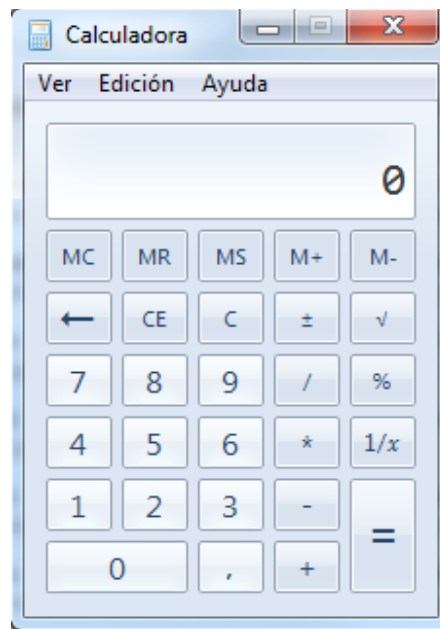 Calculadora
Ver Edición Ayuda
0
MC MR MS M+ M-
← CE C ± √
7 8 9 / %
4 5 6 * 1/x
1 2 3 - =
0 , +